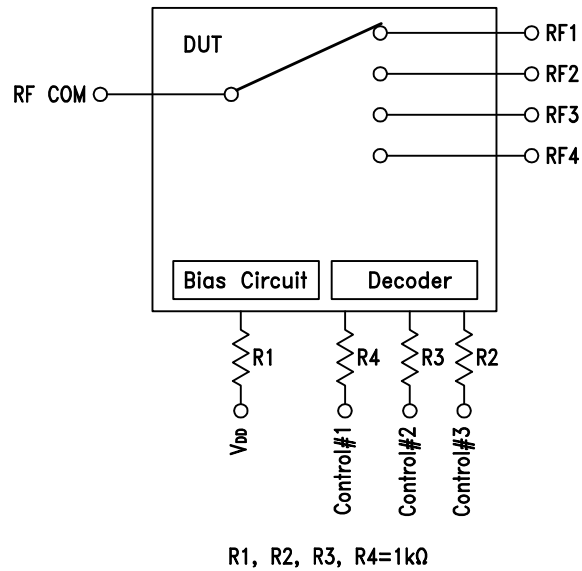 DUT
RF COM
RF1
RF2
RF3
RF4
Bias Circuit
Decoder
R1
R4
R3
R2
VDD
Control#1
Control#2
Control#3
R1, R2, R3, R4=1kΩ